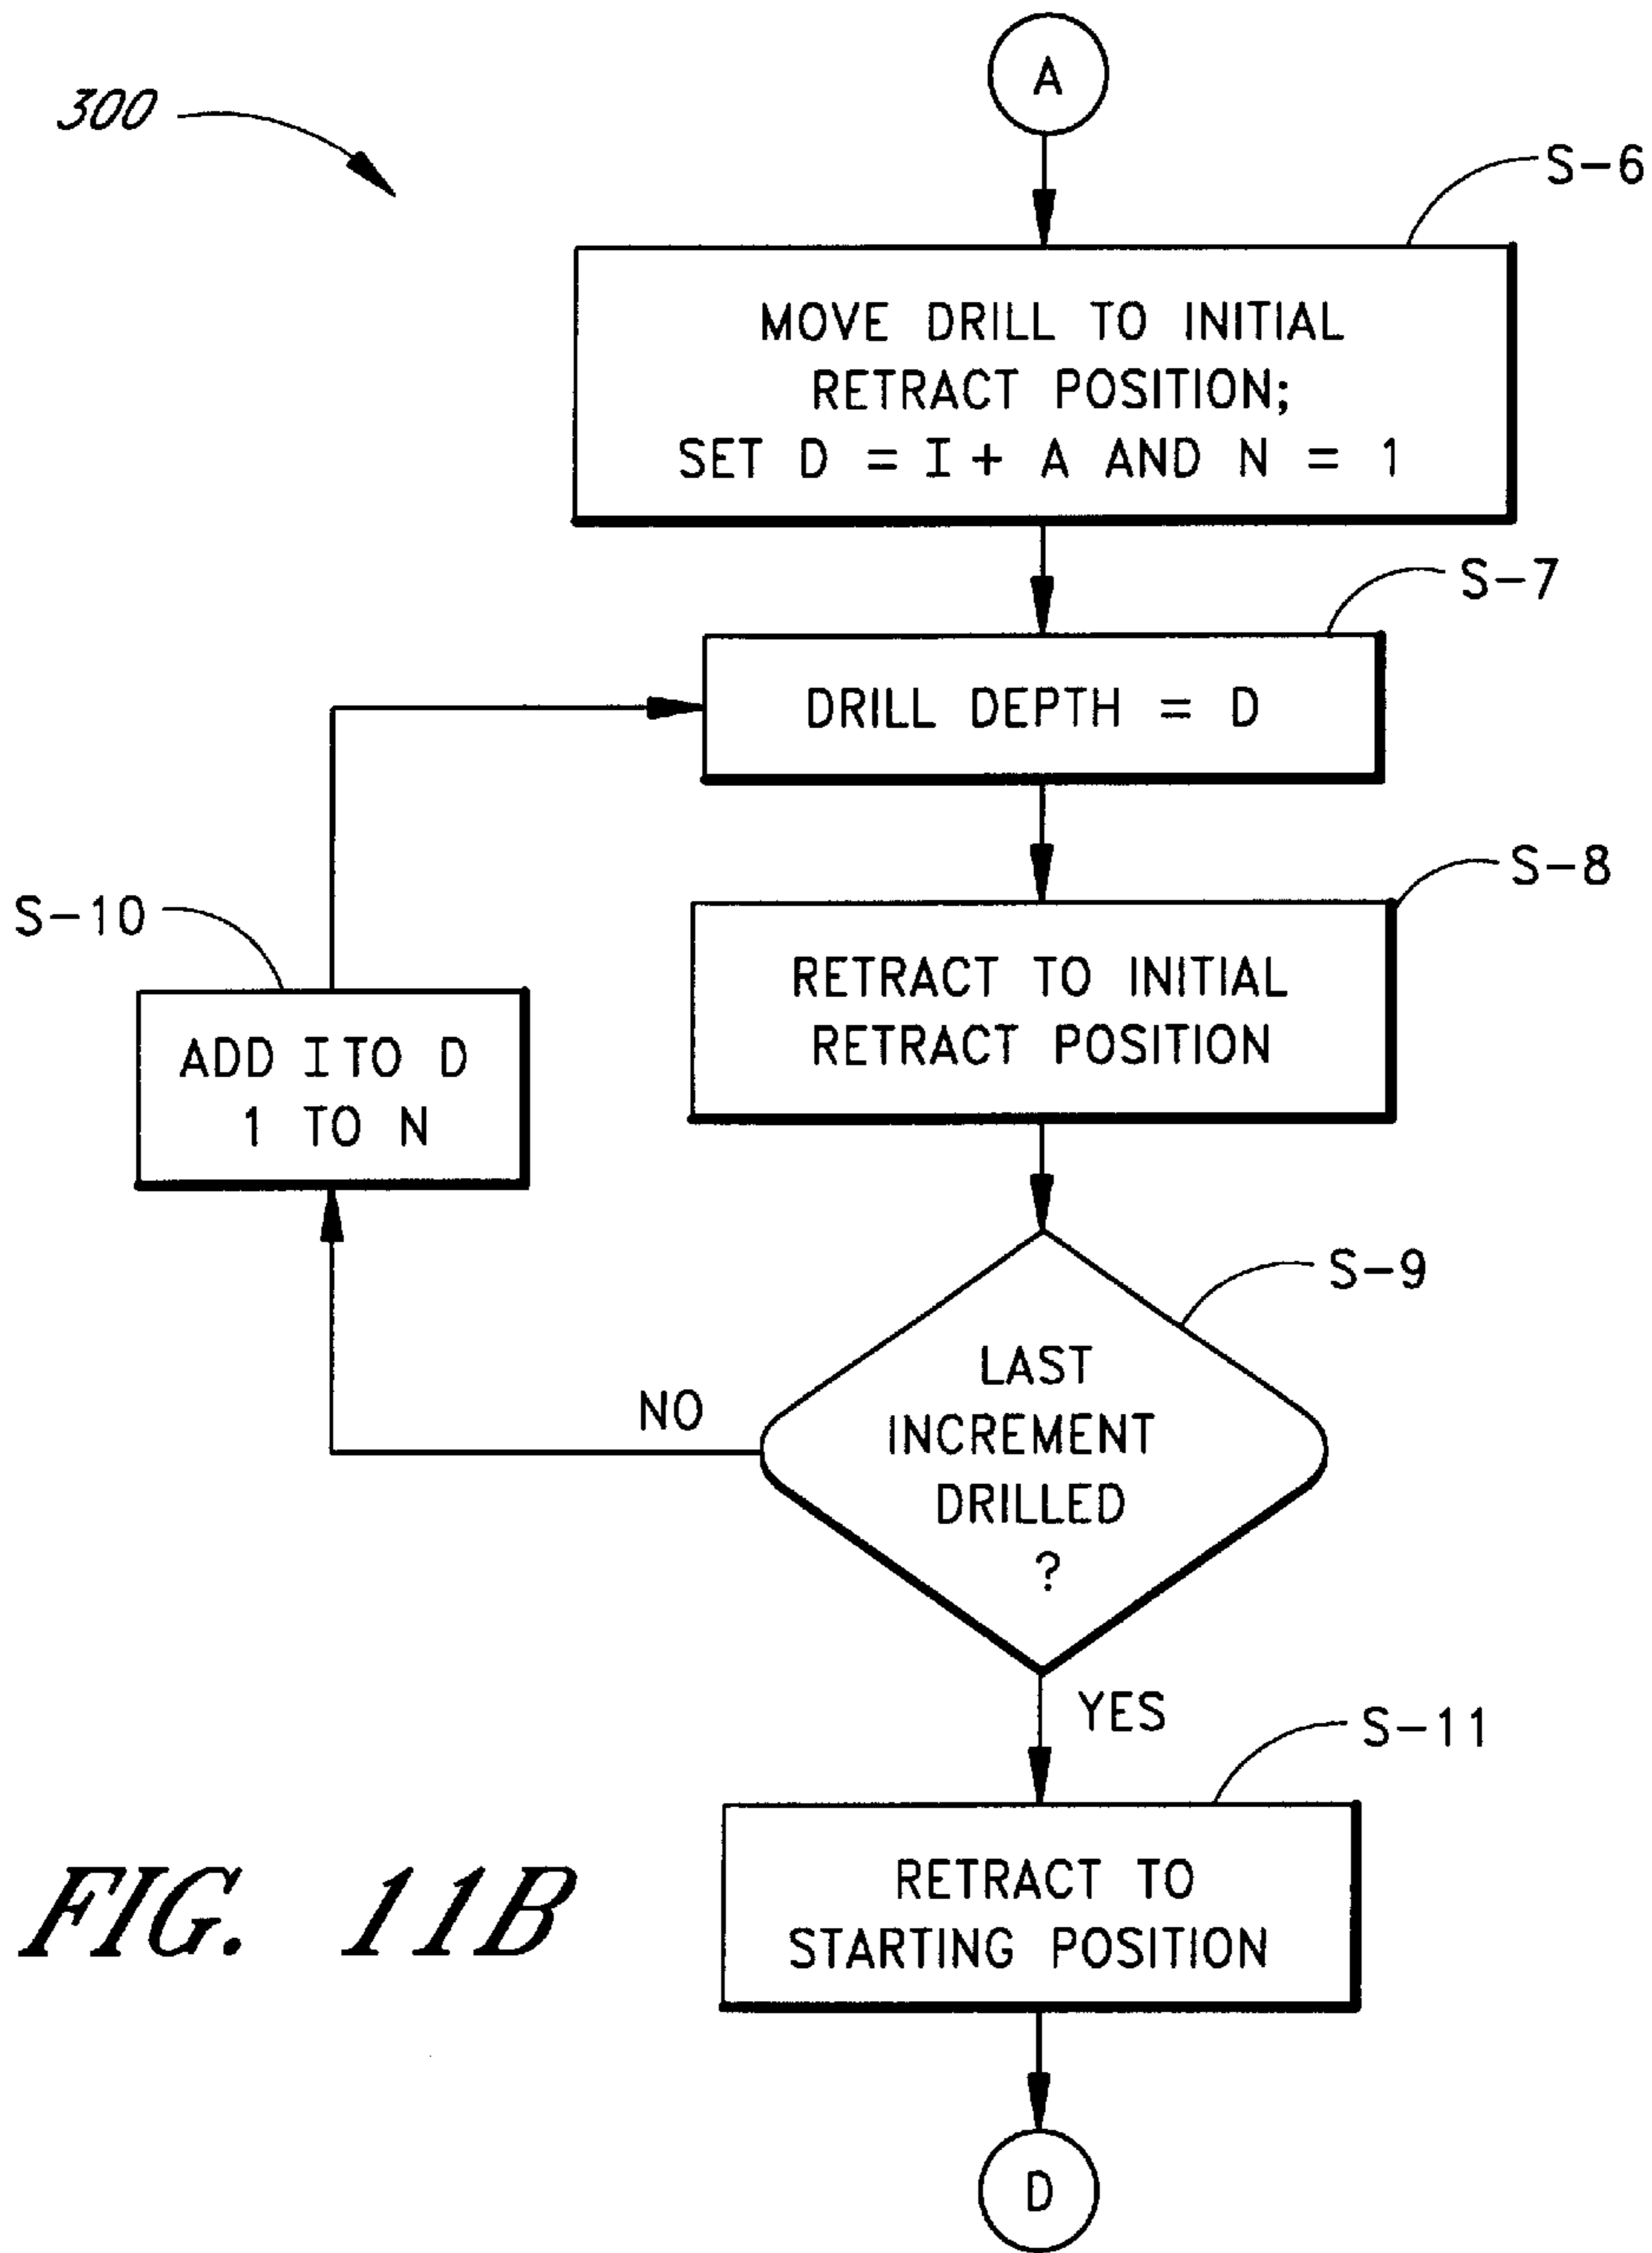 A
300
S-6
MOVE DRILL TO INITIAL
RETRACT POSITION;
SET D = I + A AND N = 1
S-7
DRILL DEPTH = D
S-8
RETRACT TO INITIAL
RETRACT POSITION
S-10
ADD I TO D
1 TO N
S-9
LAST
INCREMENT
DRILLED
?
NO
YES
S-11
RETRACT TO
STARTING POSITION
D
FIG. 11B